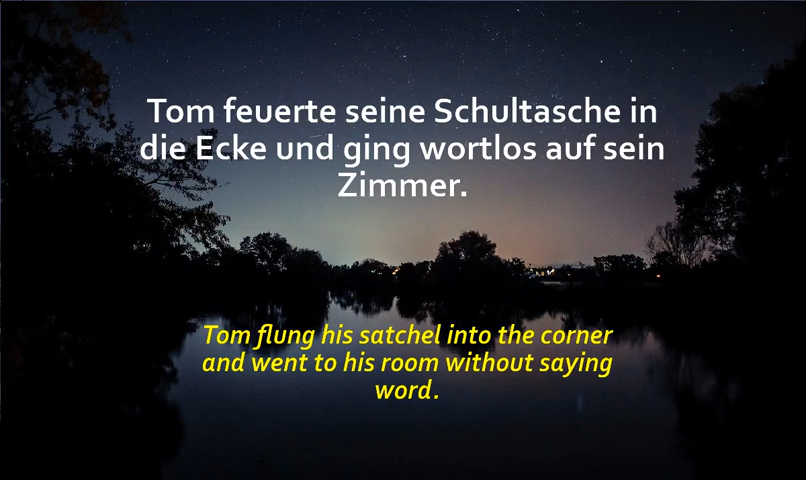 Tom feuerte seine Schultasche in
die Ecke und ging wortlos auf sein
Zimmer.
Tom flung his satchel into the corner
and went to his room without saying
word.